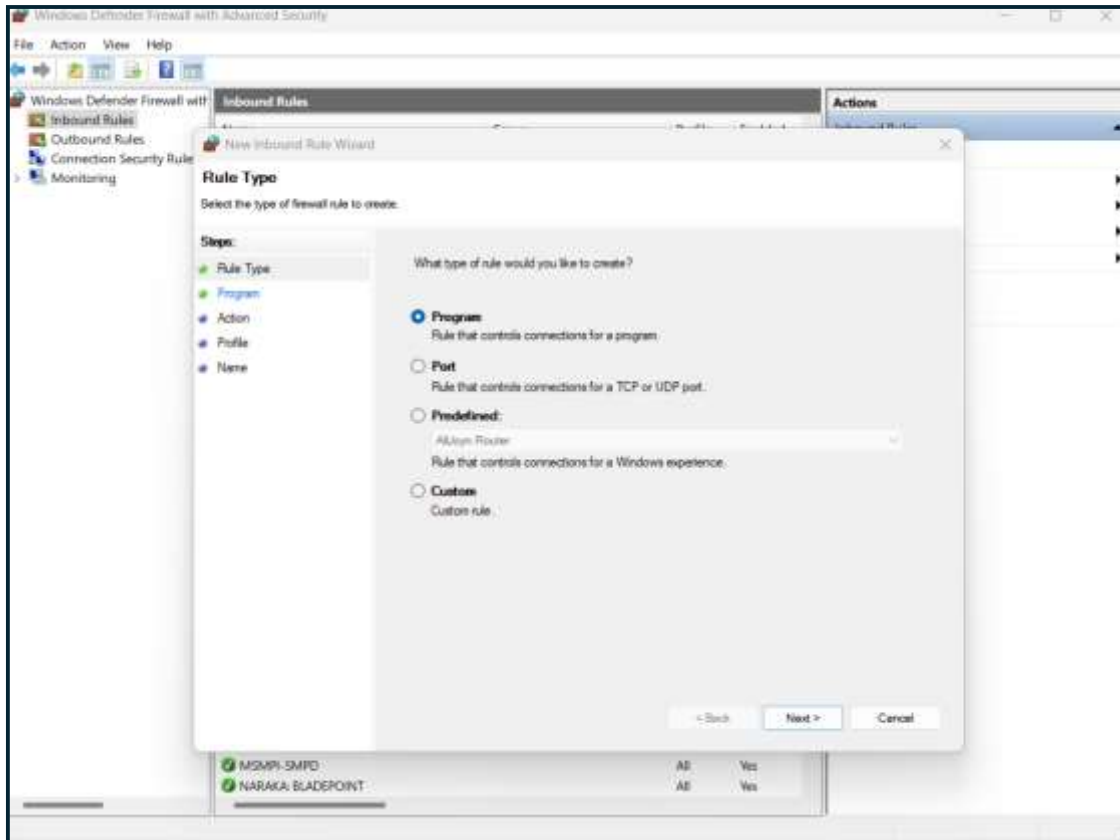 Windows Defender Firewall with Advanced Security
File Action View Help
Windows Defender Firewall with
Inbound Rules
Outbound Rules
Connection Security Rule
Monitoring
Inbound Rules
Actions
New Inbound Rule Wizard
Rule Type
Select the type of firewall rule to create.
Steps:
Rule Type
Program
Action
Profile
Name
What type of rule would you like to create?
Program
Rule that controls connections for a program.
Port
Rule that controls connections for a TCP or UDP port.
Predefined:
AllJoyn Router
Rule that controls connections for a Windows experience.
Custom
Custom rule.
< Back Next > Cancel
MSMPI-SMPD All Yes
NARAKA: BLADEPOINT All Yes